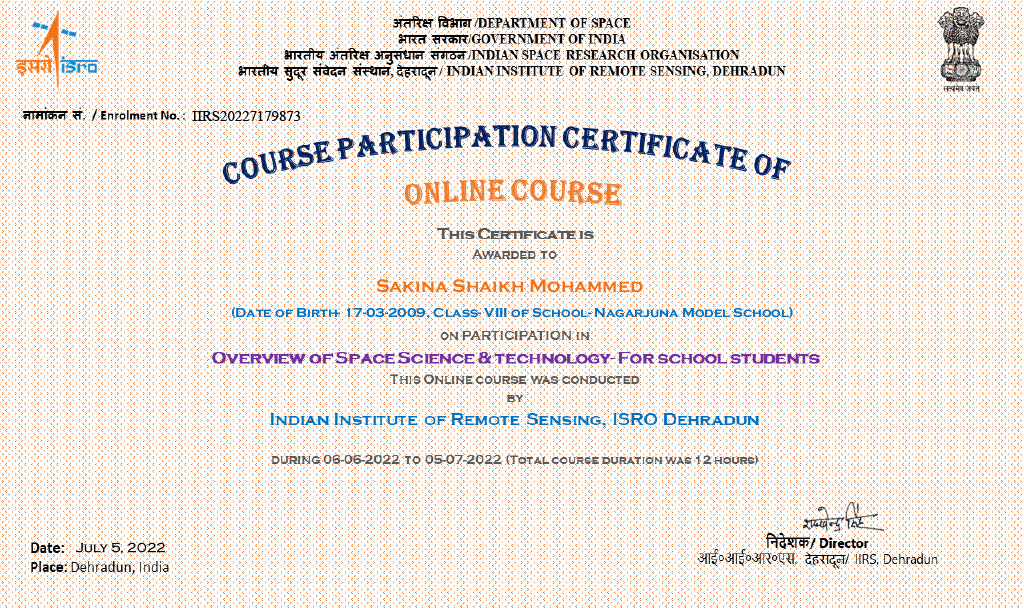 अंतरिक्ष विभाग /DEPARTMENT OF SPACE
भारत सरकार/GOVERNMENT OF INDIA
भारतीय अंतरिक्ष अनुसंधान संगठन /INDIAN SPACE RESEARCH ORGANISATION
भारतीय सुदूर संवेदन संस्थान, देहरादून / INDIAN INSTITUTE OF REMOTE SENSING, DEHRADUN
इसरो isro
सत्यमेव जयते
नामांकन सं. / Enrolment No. : IIRS20227179873
COURSE PARTICIPATION CERTIFICATE OF
ONLINE COURSE
THIS CERTIFICATE IS
AWARDED TO
SAKINA SHAIKH MOHAMMED
(DATE OF BIRTH- 17-03-2009, CLASS- VIII OF SCHOOL- NAGARJUNA MODEL SCHOOL)
ON PARTICIPATION IN
OVERVIEW OF SPACE SCIENCE & TECHNOLOGY- FOR SCHOOL STUDENTS
THIS ONLINE COURSE WAS CONDUCTED
BY
INDIAN INSTITUTE OF REMOTE SENSING, ISRO DEHRADUN
DURING 06-06-2022 TO 05-07-2022 (TOTAL COURSE DURATION WAS 12 HOURS)
निदेशक/ Director
आई०आई०आर०एस, देहरादून/ IIRS, Dehradun
Date: JULY 5, 2022
Place: Dehradun, India